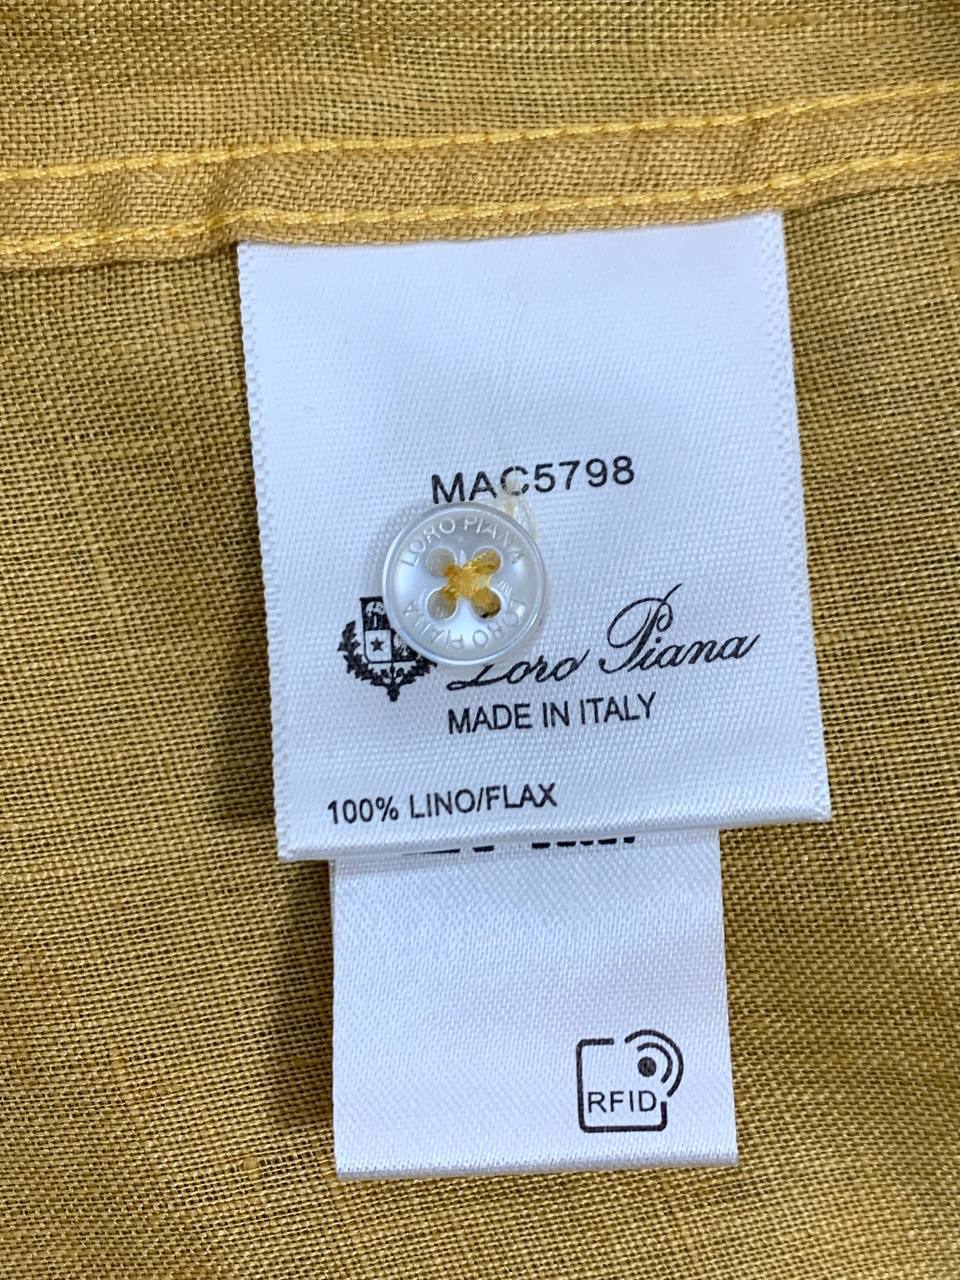 MAC5798
LORO PIANA
LORO PIANA
Loro Piana
MADE IN ITALY
100% LINO/FLAX
RFID